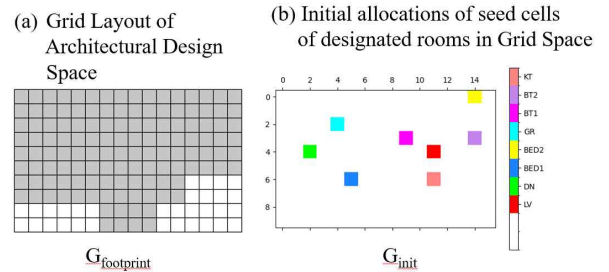 (a) Grid Layout of
Architectural Design
Space
(b) Initial allocations of seed cells
of designated rooms in Grid Space
0 2 4 6 8 10 12 14
0
2
4
6
8
KT
BT2
BT1
GR
BED2
BED1
DN
LV
G_footprint
G_init